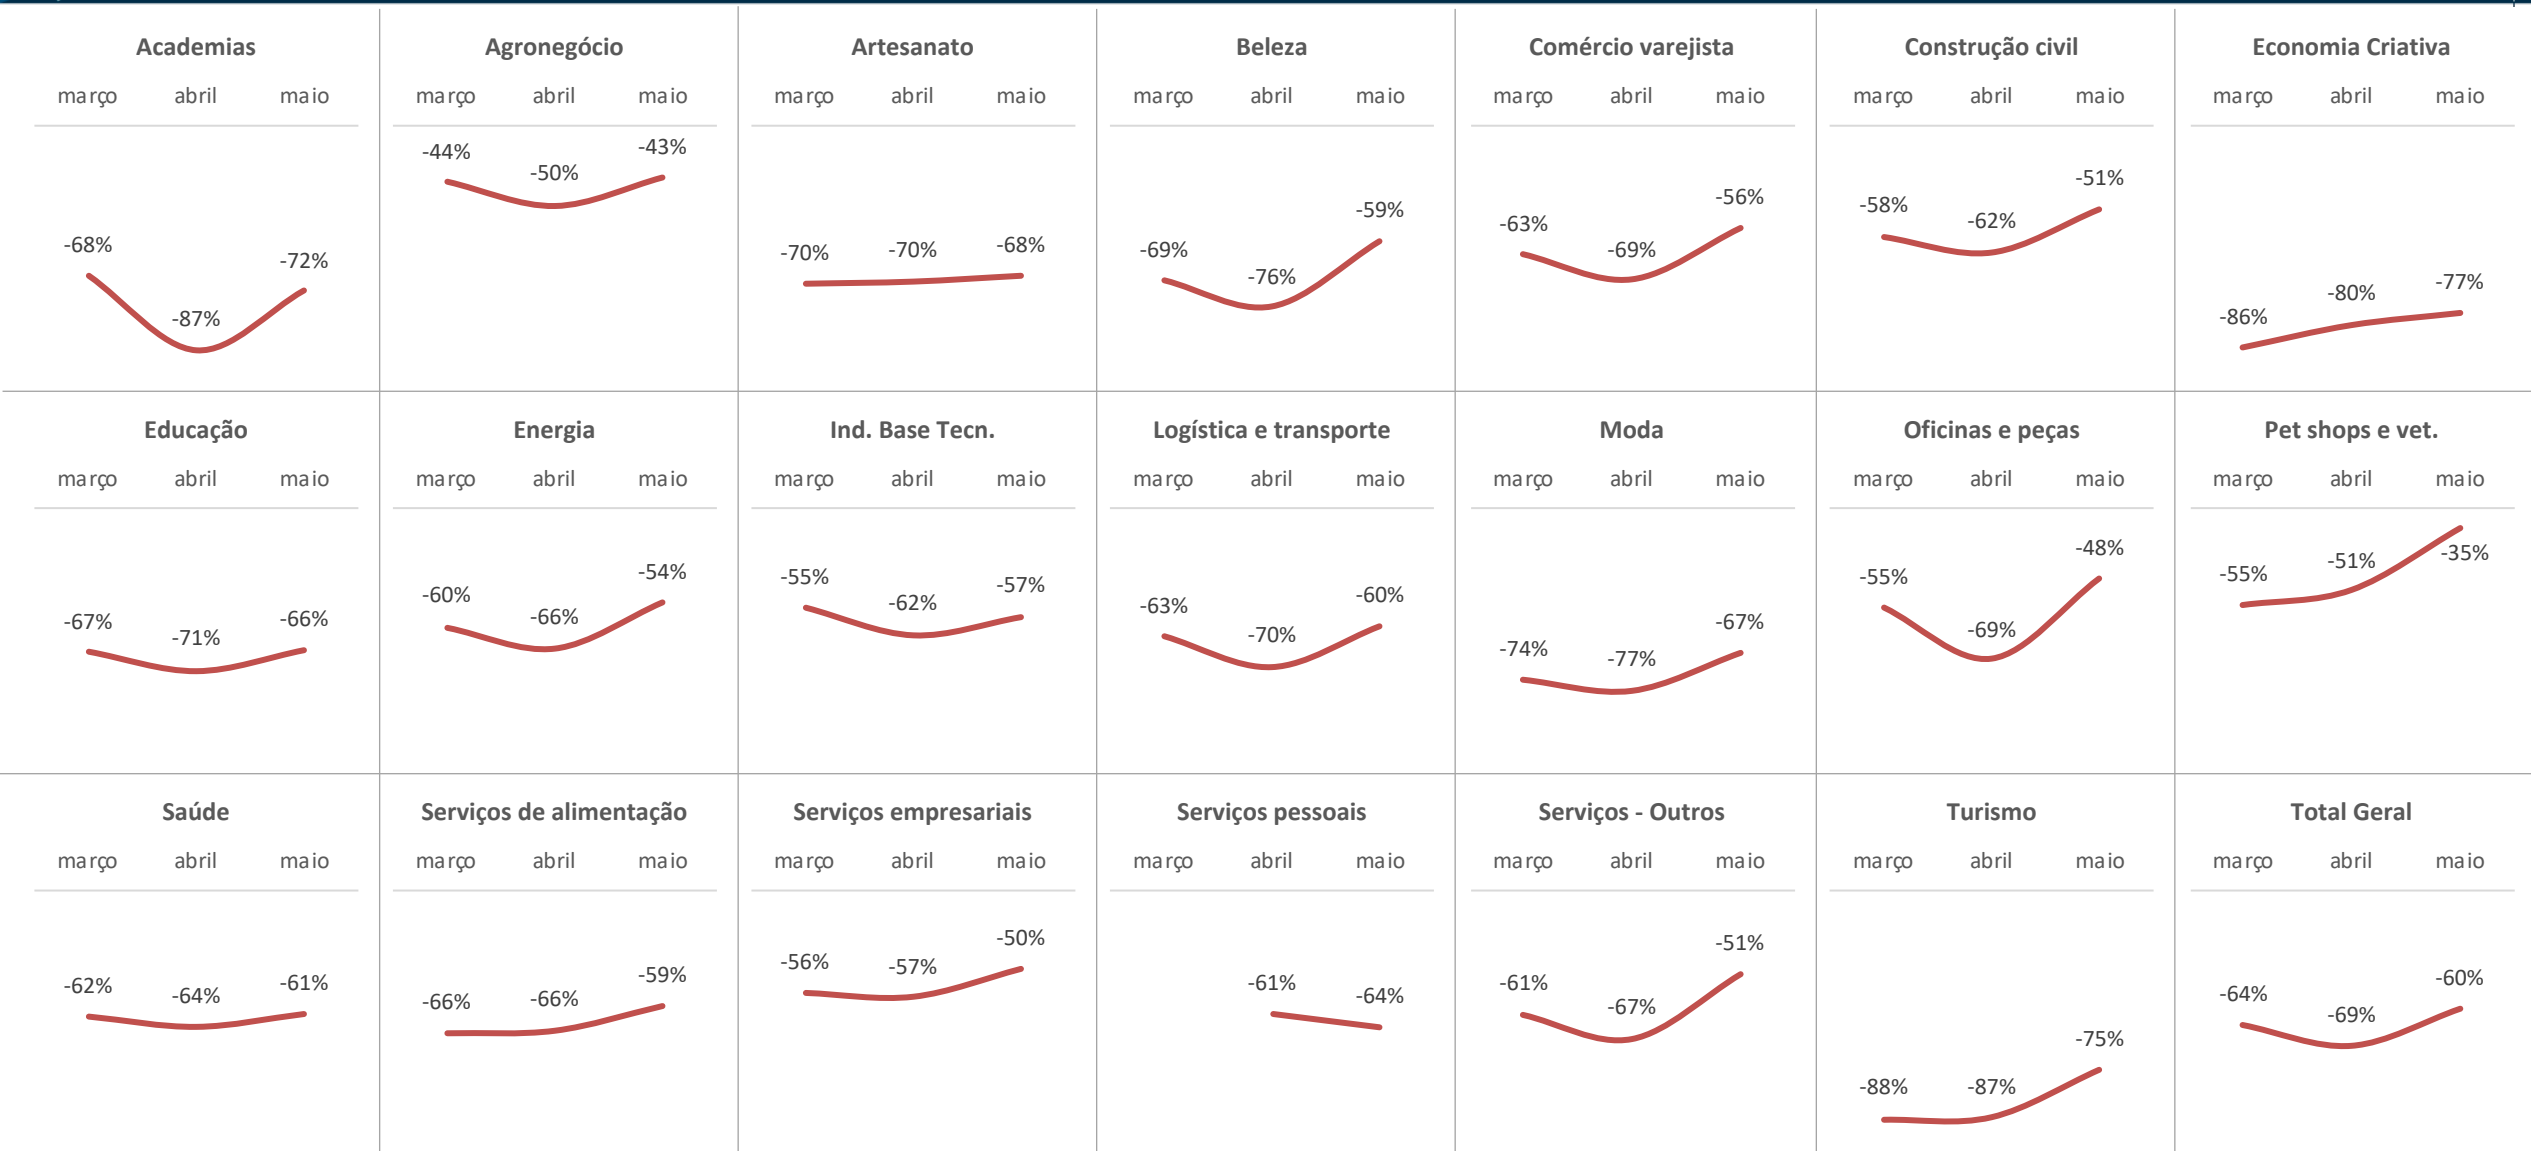 Academias Agronegócio Artesanato Beleza Comércio varejista Construção civil Economia Criativa
março abril maio março abril maio março abril maio março abril maio março abril maio março abril maio março abril maio
-68% -87% -72% -44% -50% -43% -70% -70% -68% -69% -76% -59% -63% -69% -56% -58% -62% -51% -86% -80% -77%
Educação Energia Ind. Base Tecn. Logística e transporte Moda Oficinas e peças Pet shops e vet.
março abril maio março abril maio março abril maio março abril maio março abril maio março abril maio março abril maio
-67% -71% -66% -60% -66% -54% -55% -62% -57% -63% -70% -60% -74% -77% -67% -55% -69% -48% -55% -51% -35%
Saúde Serviços de alimentação Serviços empresariais Serviços pessoais Serviços - Outros Turismo Total Geral
março abril maio março abril maio março abril maio março abril maio março abril maio março abril maio março abril maio
-62% -64% -61% -66% -66% -59% -56% -57% -50% -61% -64% -61% -67% -51% -88% -87% -75% -64% -69% -60%